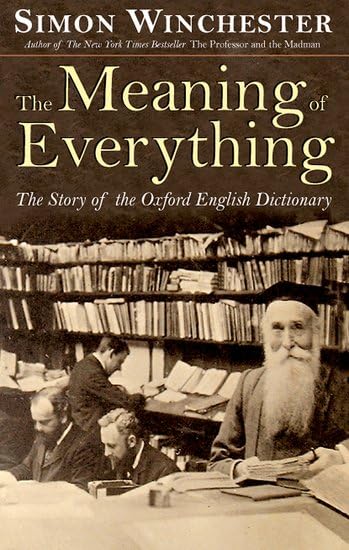 SIMON WINCHESTER
Author of The New York Times Bestseller The Professor and the Madman
The Meaning of
Everything
The Story of the Oxford English Dictionary